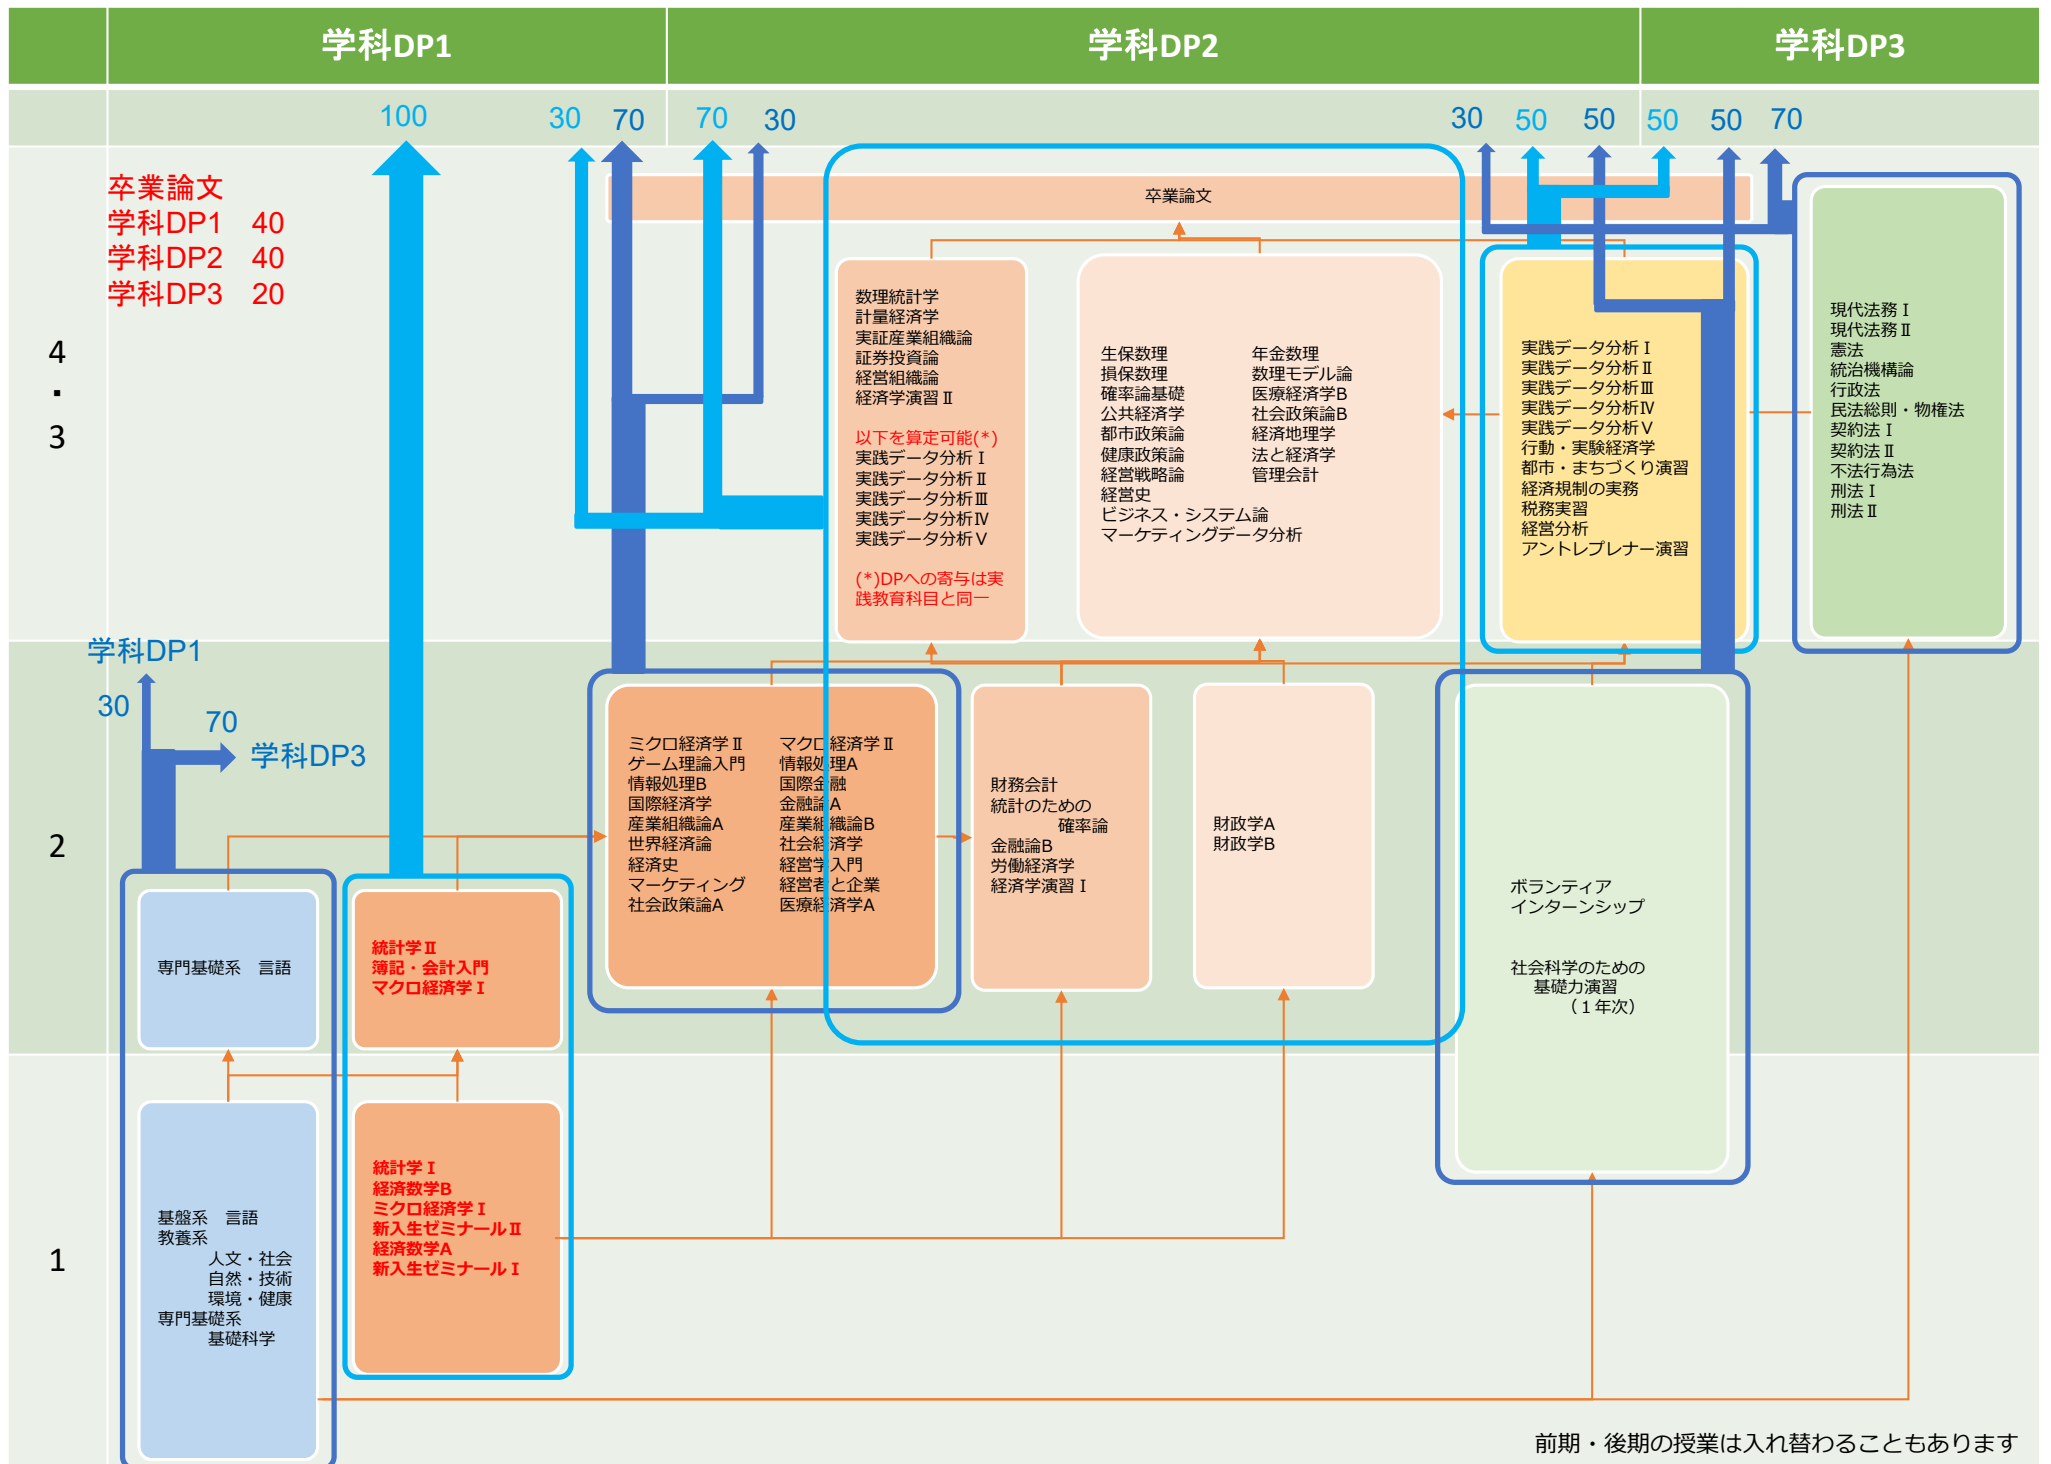 学科DP1
学科DP2
学科DP3
100
30
70
70
30
30
50
50
50
50
70
卒業論文
学科DP1　40
学科DP2　40
学科DP3　20
4
・
3
卒業論文
数理統計学
計量経済学
実証産業組織論
証券投資論
経営組織論
経済学演習Ⅱ
以下を算定可能(*)
実践データ分析Ⅰ
実践データ分析Ⅱ
実践データ分析Ⅲ
実践データ分析Ⅳ
実践データ分析Ⅴ
(*)DPへの寄与は実
践教育科目と同一
生保数理　年金数理
損保数理　数理モデル論
確率論基礎　医療経済学B
公共経済学　社会政策論B
都市政策論　経済地理学
健康政策論　法と経済学
経営戦略論　管理会計
経営史
ビジネス・システム論
マーケティングデータ分析
実践データ分析Ⅰ
実践データ分析Ⅱ
実践データ分析Ⅲ
実践データ分析Ⅳ
実践データ分析Ⅴ
行動・実験経済学
都市・まちづくり演習
経済規制の実務
税務実習
経営分析
アントレプレナー演習
現代法務Ⅰ
現代法務Ⅱ
憲法
統治機構論
行政法
民法総則・物権法
契約法Ⅰ
契約法Ⅱ
不法行為法
刑法Ⅰ
刑法Ⅱ
学科DP1
30
70
学科DP3
2
専門基礎系　言語
統計学Ⅱ
簿記・会計入門
マクロ経済学Ⅰ
ミクロ経済学Ⅱ　マクロ経済学Ⅱ
ゲーム理論入門　情報処理A
情報処理B　国際金融
国際経済学　金融論A
産業組織論A　産業組織論B
世界経済論　社会経済学
経済史　経営学入門
マーケティング　経営者と企業
社会政策論A　医療経済学A
財務会計
統計のための
確率論
金融論B
労働経済学
経済学演習Ⅰ
財政学A
財政学B
ボランティア
インターンシップ
社会科学のための
基礎力演習
（１年次）
1
基盤系　言語
教養系
人文・社会
自然・技術
環境・健康
専門基礎系
基礎科学
統計学Ⅰ
経済数学B
ミクロ経済学Ⅰ
新入生ゼミナールⅡ
経済数学A
新入生ゼミナールⅠ
前期・後期の授業は入れ替わることもあります